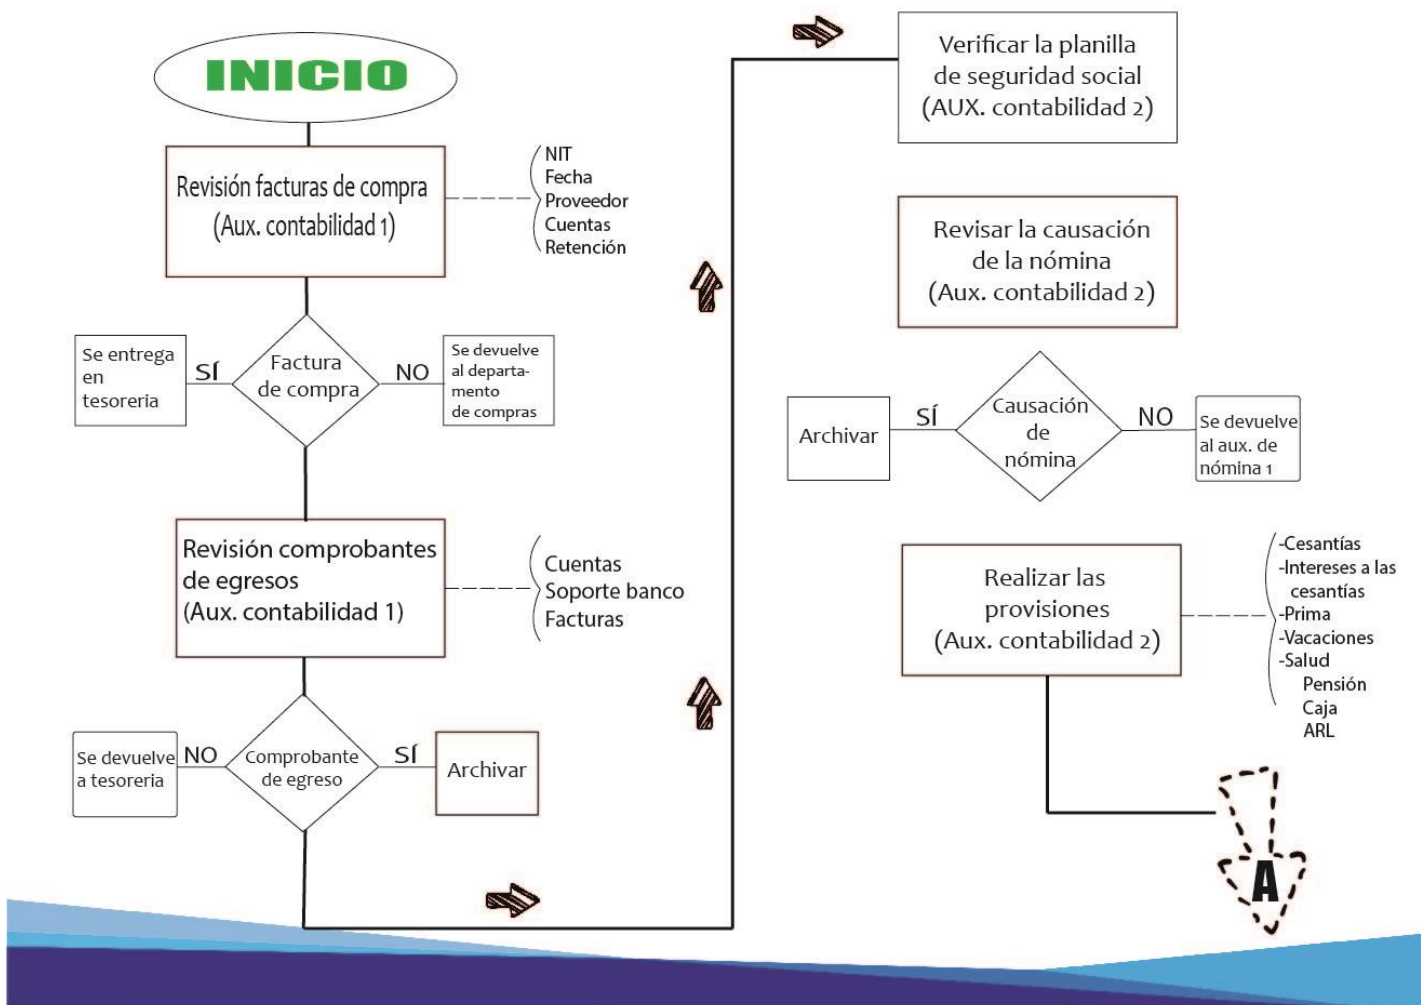 INICIO
Revisión facturas de compra
(Aux. contabilidad 1)
NIT
Fecha
Proveedor
Cuentas
Retención
Se entrega
en
tesoreria
SÍ
Factura
de compra
NO
Se devuelve
al departa-
mento
de compras
Revisión comprobantes
de egresos
(Aux. contabilidad 1)
Cuentas
Soporte banco
Facturas
Se devuelve
a tesoreria
NO
Comprobante
de egreso
SÍ
Archivar
Verificar la planilla
de seguridad social
(AUX. contabilidad 2)
Revisar la causación
de la nómina
(Aux. contabilidad 2)
Archivar
SÍ
Causación
de
nómina
NO
Se devuelve
al aux. de
nómina 1
Realizar las
provisiones
(Aux. contabilidad 2)
-Cesantías
-Intereses a las
cesantías
-Prima
-Vacaciones
-Salud
Pensión
Caja
ARL
A